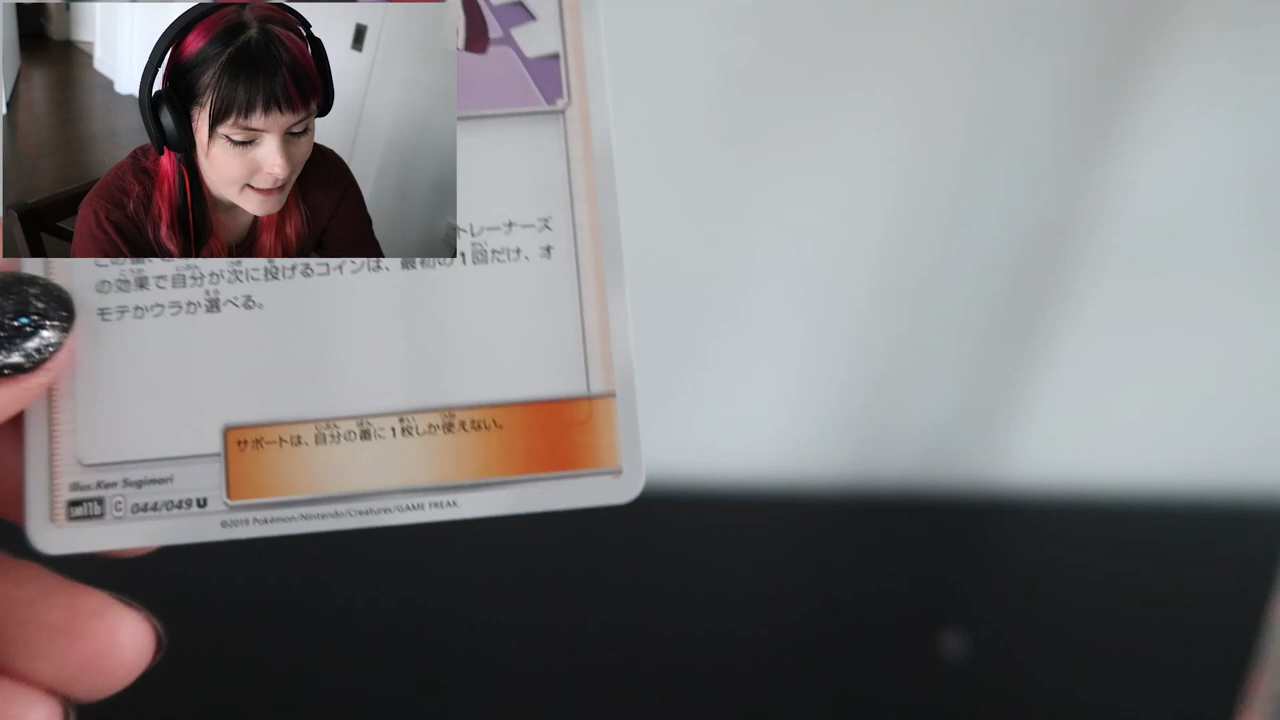 トレーナーズ
の効果で自分が次に投げるコインは、最初の1回だけ、オ
モテかウラか選べる。
サポートは、自分の番に1枚しか使えない。
Illus. Ken Sugimori
sm11b C 044/049 U
©2019 Pokémon/Nintendo/Creatures/GAME FREAK